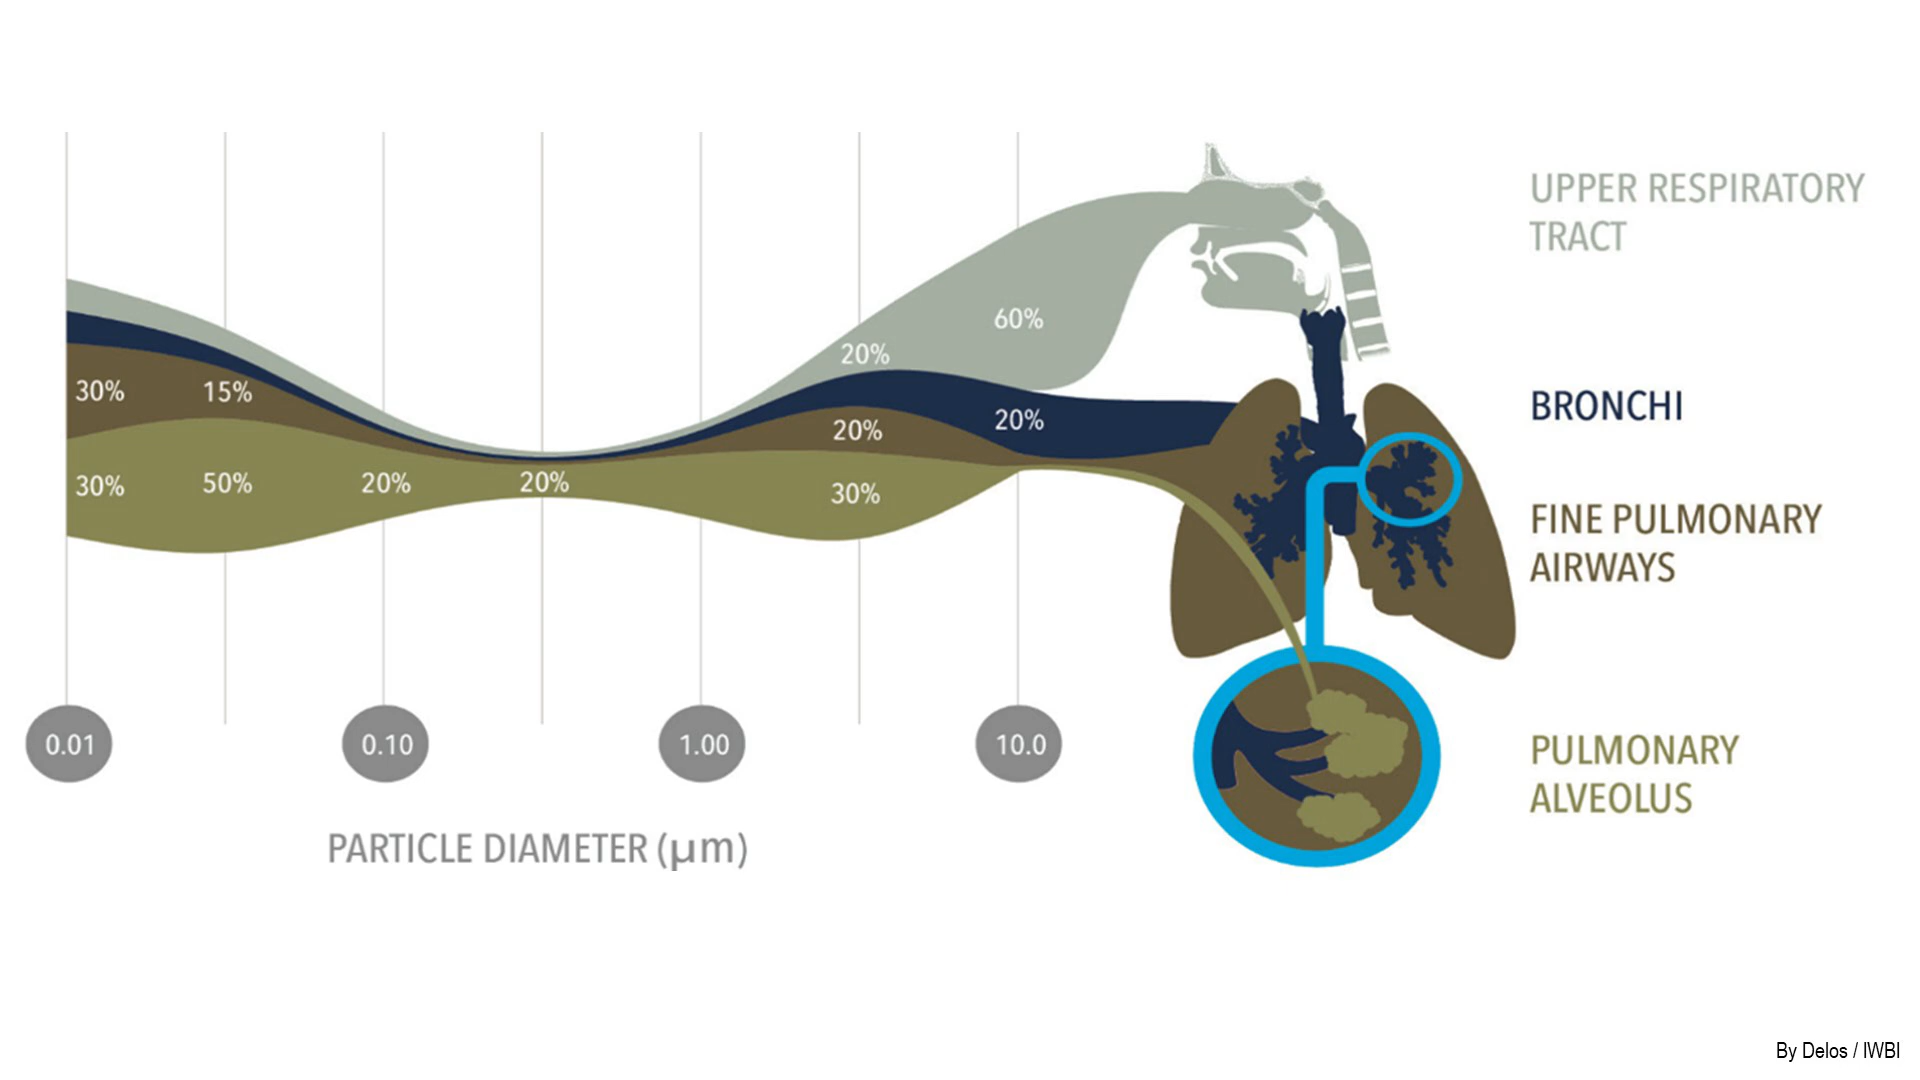 UPPER RESPIRATORY
TRACT
60%
20%
30%
15%
BRONCHI
20%
20%
30%
50%
20%
20%
30%
FINE PULMONARY
AIRWAYS
0.01
0.10
1.00
10.0
PULMONARY
ALVEOLUS
PARTICLE DIAMETER (µm)
By Delos / IWBI